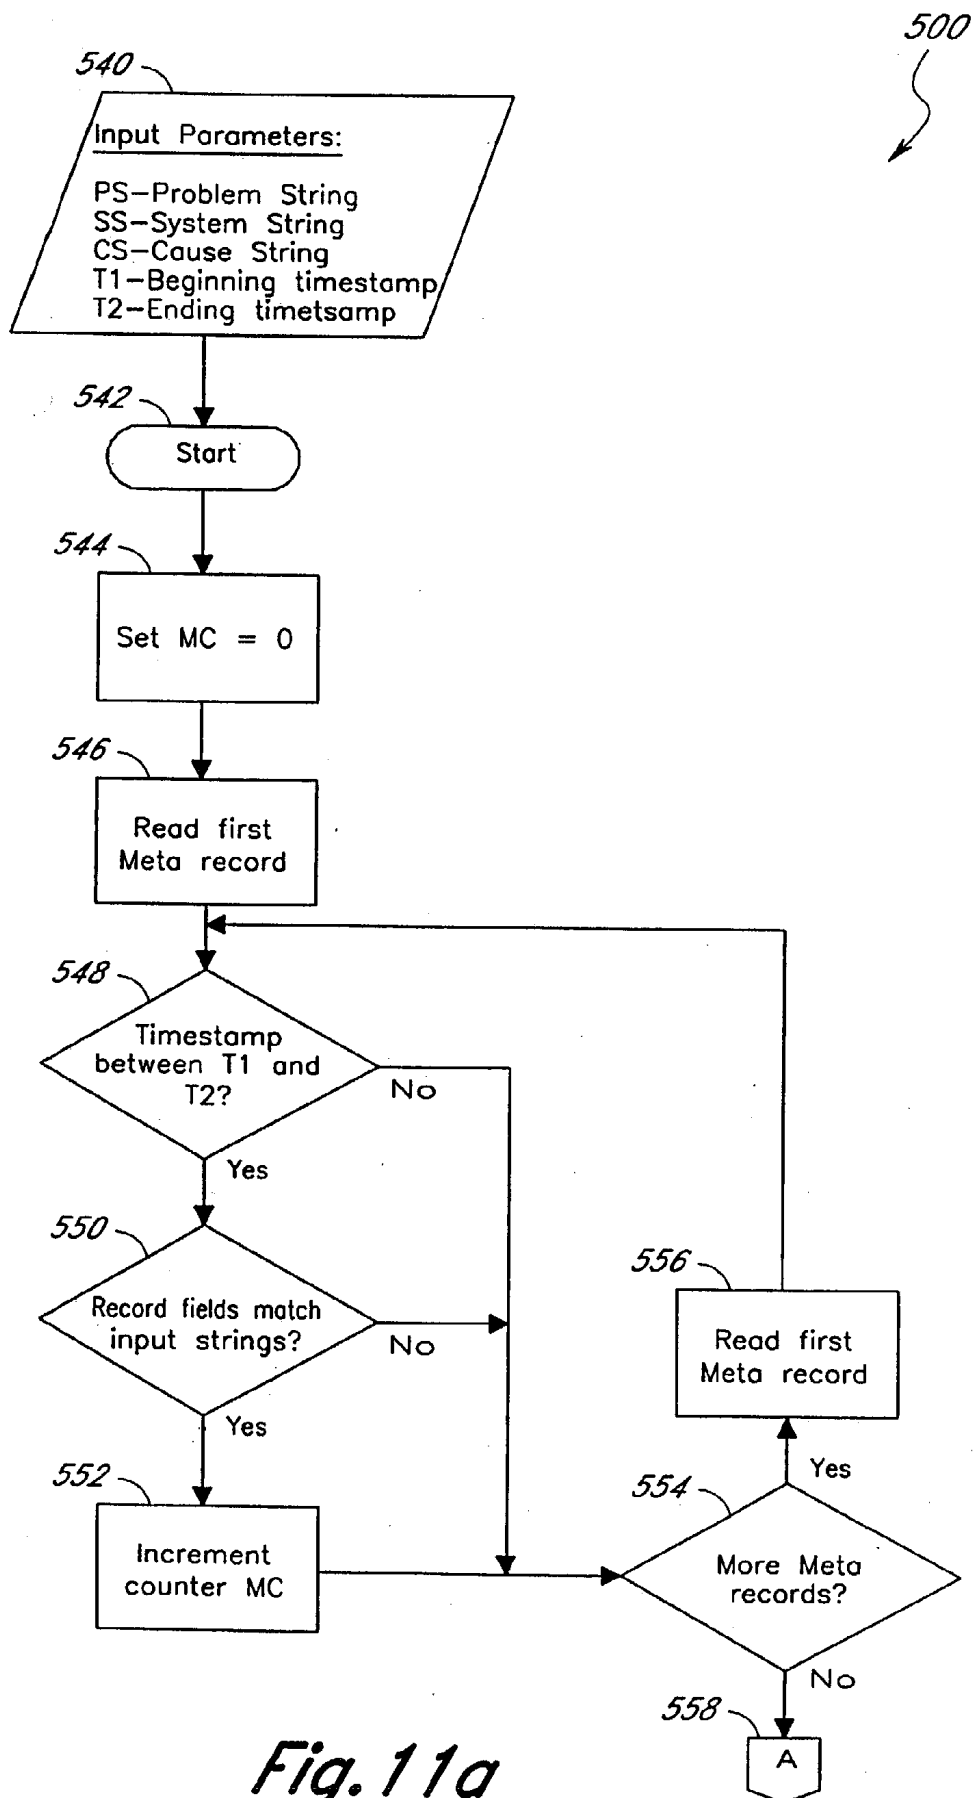 500
540
Input Parameters:
PS-Problem String
SS-System String
CS-Cause String
T1-Beginning timestamp
T2-Ending timetsamp
542
Start
544
Set MC = 0
546
Read first
Meta record
548
Timestamp
between T1 and
T2?
No
Yes
550
Record fields match
input strings?
No
Yes
552
Increment
counter MC
556
Read first
Meta record
Yes
554
More Meta
records?
No
558
A
Fig.11a